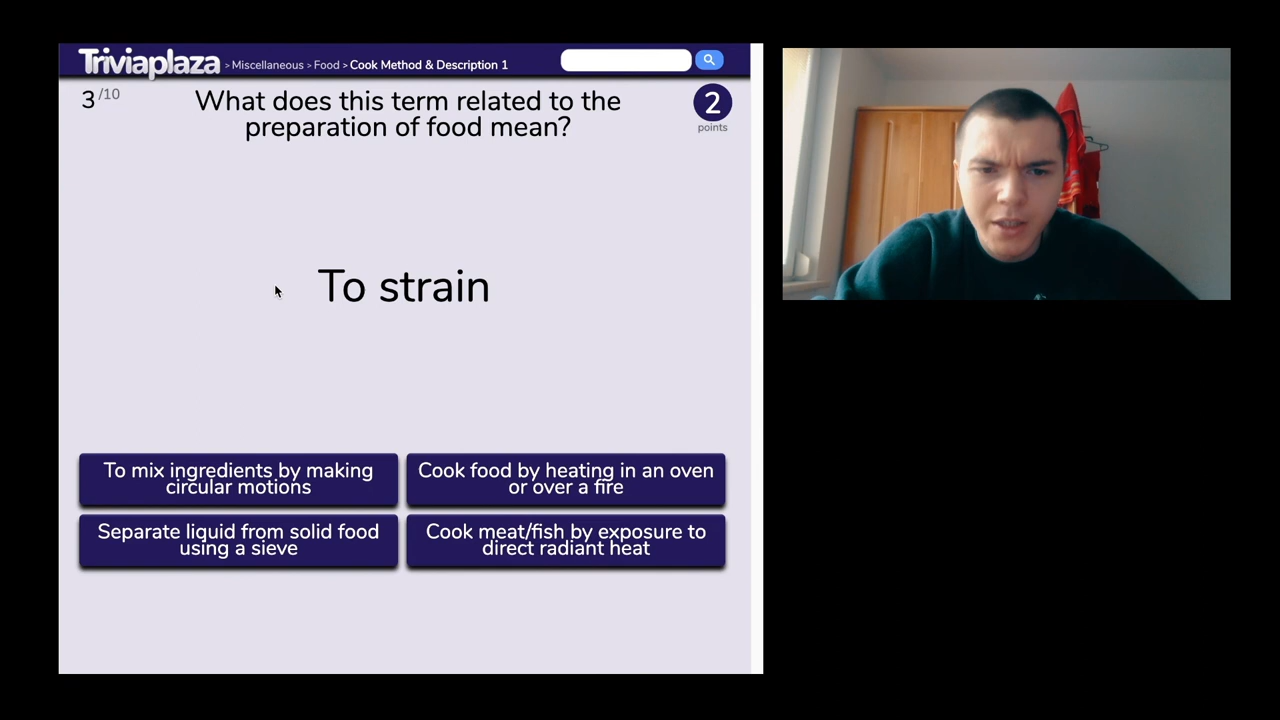 Triviaplaza > Miscellaneous > Food > Cook Method & Description 1
3/10
What does this term related to the
preparation of food mean?
2
points
To strain
To mix ingredients by making
circular motions
Cook food by heating in an oven
or over a fire
Separate liquid from solid food
using a sieve
Cook meat/fish by exposure to
direct radiant heat